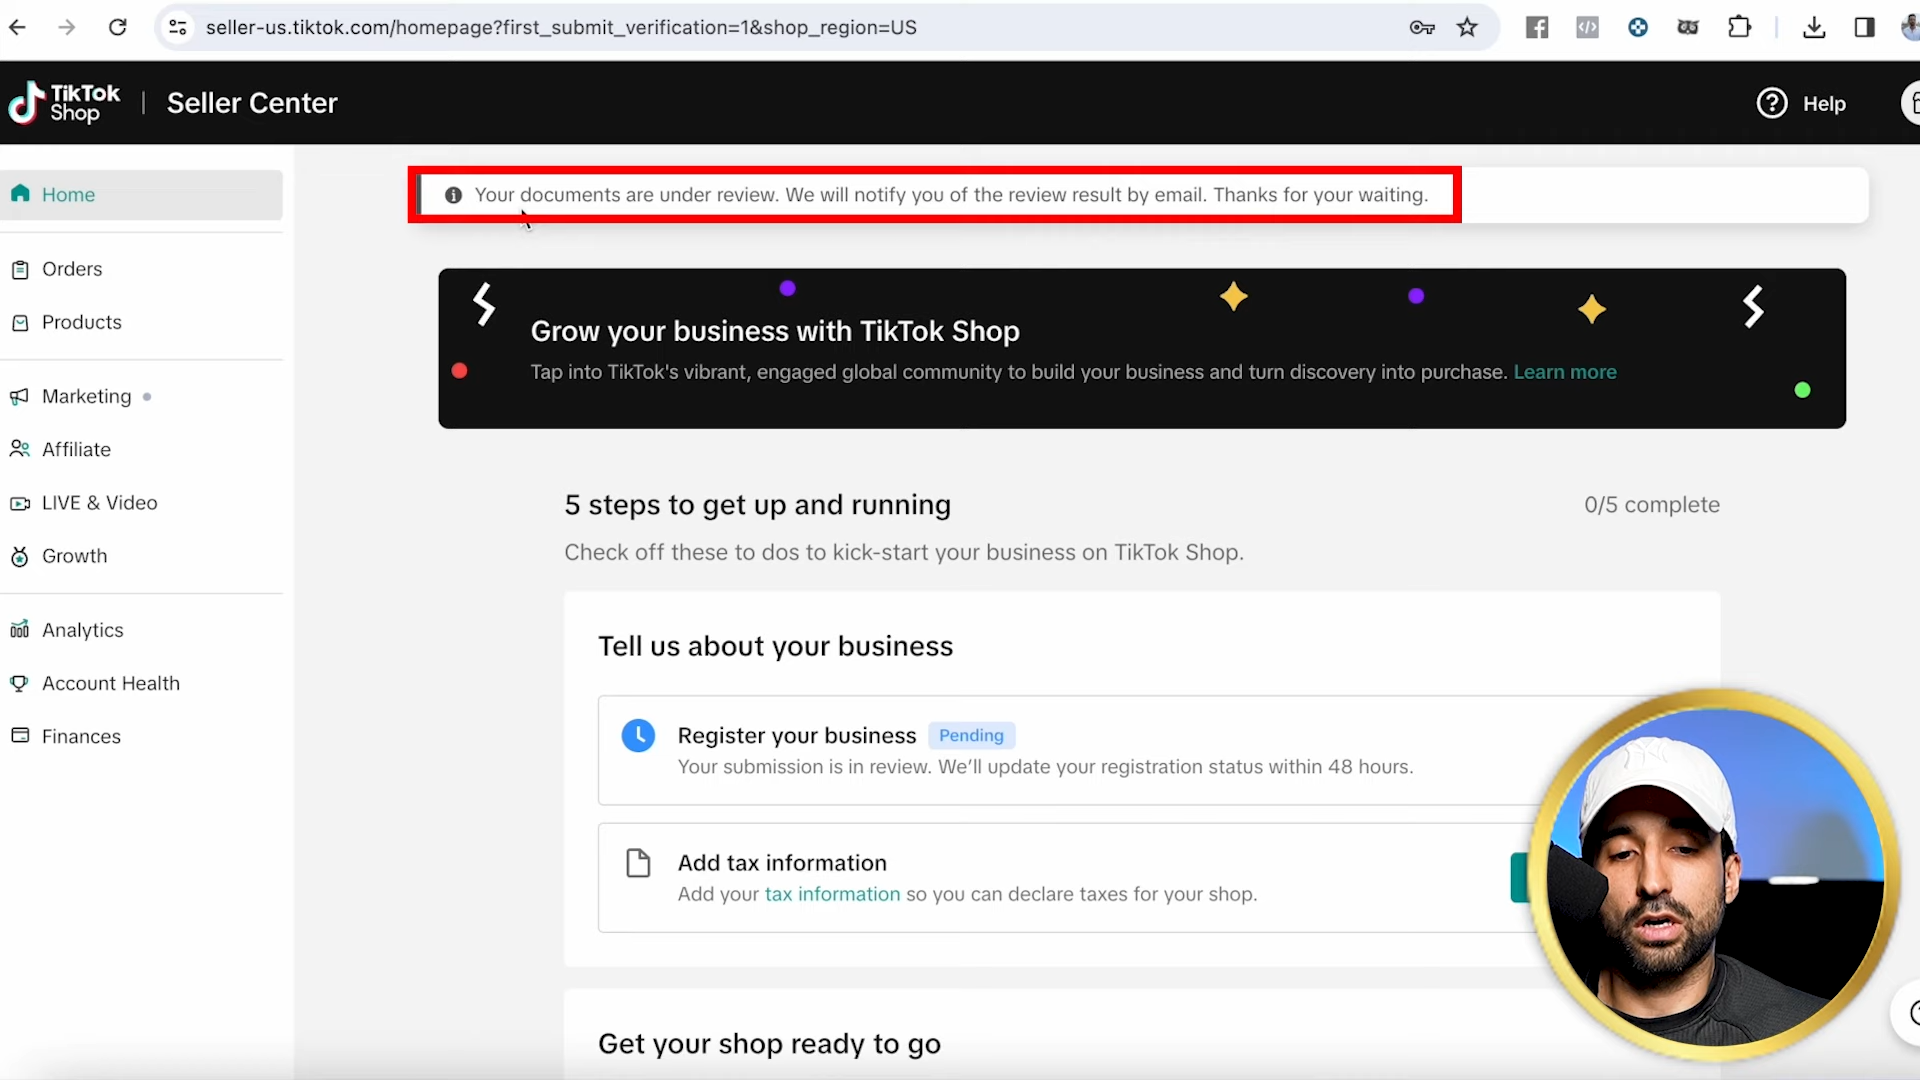 seller-us.tiktok.com/homepage?first_submit_verification=1&shop_region=US
TikTok
Shop
Seller Center
Help
Home
Your documents are under review. We will notify you of the review result by email. Thanks for your waiting.
Orders
Products
Marketing
Affiliate
LIVE & Video
Growth
Analytics
Account Health
Finances
Grow your business with TikTok Shop
Tap into TikTok's vibrant, engaged global community to build your business and turn discovery into purchase. Learn more
5 steps to get up and running
0/5 complete
Check off these to dos to kick-start your business on TikTok Shop.
Tell us about your business
Register your business Pending
Your submission is in review. We’ll update your registration status within 48 hours.
Add tax information
Add your tax information so you can declare taxes for your shop.
Get your shop ready to go